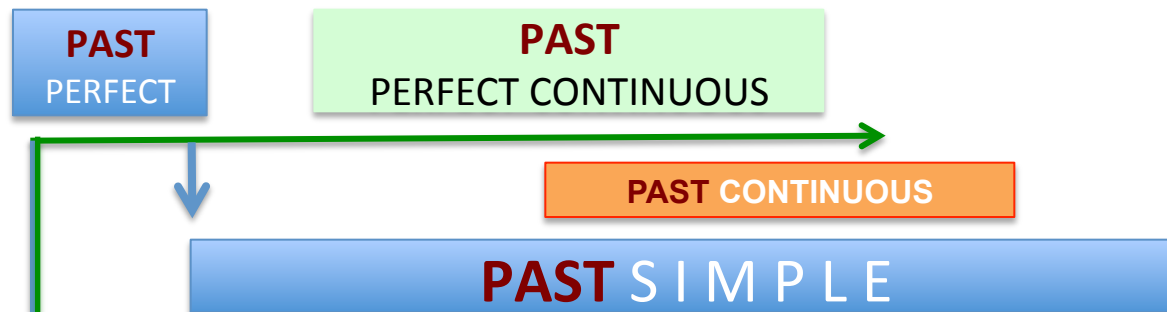 PAST
PERFECT
PAST
PERFECT CONTINUOUS
PAST CONTINUOUS
PAST S I M P L E